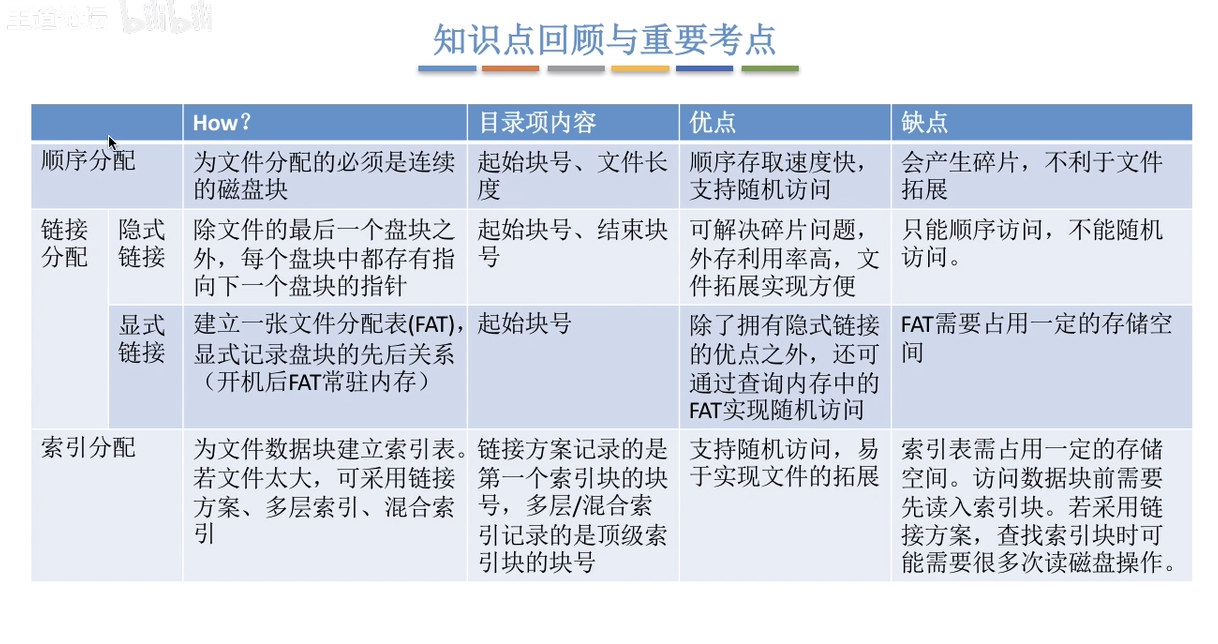 王道论坛 bilibili
知识点回顾与重要考点
How？ 目录项内容 优点 缺点
顺序分配
为文件分配的必须是连续
的磁盘块
起始块号、文件长
度
顺序存取速度快，
支持随机访问
会产生碎片，不利于文件
拓展
链接
分配
隐式
链接
除文件的最后一个盘块之
外，每个盘块中都存有指
向下一个盘块的指针
起始块号、结束块
号
可解决碎片问题，
外存利用率高，文
件拓展实现方便
只能顺序访问，不能随机
访问。
显式
链接
建立一张文件分配表(FAT)，
显式记录盘块的先后关系
（开机后FAT常驻内存）
起始块号
除了拥有隐式链接
的优点之外，还可
通过查询内存中的
FAT实现随机访问
FAT需要占用一定的存储空
间
索引分配
为文件数据块建立索引表。
若文件太大，可采用链接
方案、多层索引、混合索
引
链接方案记录的是
第一个索引块的块
号，多层/混合索
引记录的是顶级索
引块的块号
支持随机访问，易
于实现文件的拓展
索引表需占用一定的存储
空间。访问数据块前需要
先读入索引块。若采用链
接方案，查找索引块时可
能需要很多次读磁盘操作。